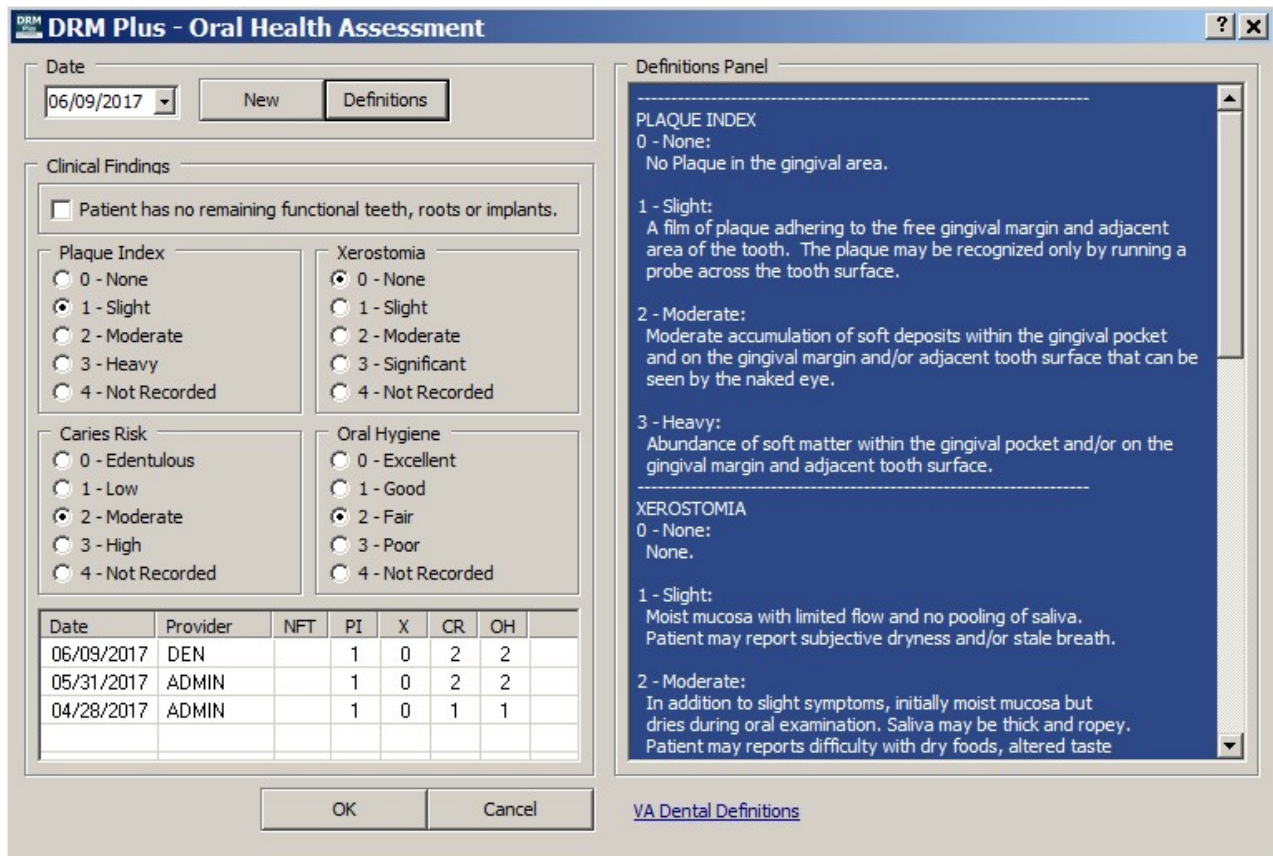 DRM Plus
DRM Plus - Oral Health Assessment
? x
Date
06/09/2017 New Definitions
Clinical Findings
Patient has no remaining functional teeth, roots or implants.
Plaque Index
0 - None
1 - Slight
2 - Moderate
3 - Heavy
4 - Not Recorded
Xerostomia
0 - None
1 - Slight
2 - Moderate
3 - Significant
4 - Not Recorded
Caries Risk
0 - Edentulous
1 - Low
2 - Moderate
3 - High
4 - Not Recorded
Oral Hygiene
0 - Excellent
1 - Good
2 - Fair
3 - Poor
4 - Not Recorded
Date Provider NFT PI X CR OH
06/09/2017 DEN 1 0 2 2
05/31/2017 ADMIN 1 0 2 2
04/28/2017 ADMIN 1 0 1 1
OK Cancel
Definitions Panel
--------------------------------------------------------------------
PLAQUE INDEX
0 - None:
No Plaque in the gingival area.
1 - Slight:
A film of plaque adhering to the free gingival margin and adjacent
area of the tooth. The plaque may be recognized only by running a
probe across the tooth surface.
2 - Moderate:
Moderate accumulation of soft deposits within the gingival pocket
and on the gingival margin and/or adjacent tooth surface that can be
seen by the naked eye.
3 - Heavy:
Abundance of soft matter within the gingival pocket and/or on the
gingival margin and adjacent tooth surface.
--------------------------------------------------------------------
XEROSTOMIA
0 - None:
None.
1 - Slight:
Moist mucosa with limited flow and no pooling of saliva.
Patient may report subjective dryness and/or stale breath.
2 - Moderate:
In addition to slight symptoms, initially moist mucosa but
dries during oral examination. Saliva may be thick and ropey.
Patient may reports difficulty with dry foods, altered taste
VA Dental Definitions